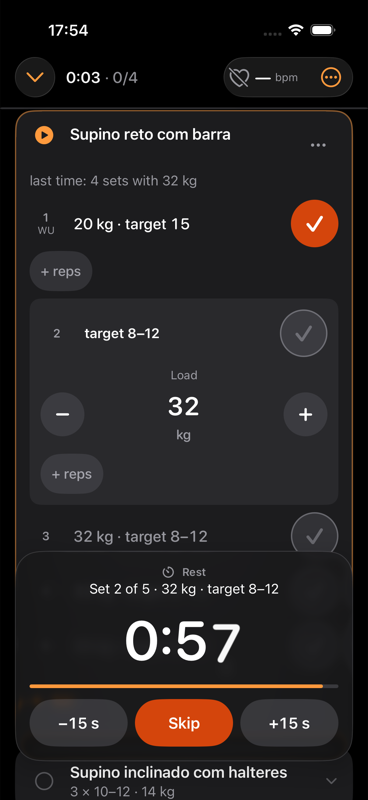 17:54
0:03 · 0/4
— bpm
Supino reto com barra
last time: 4 sets with 32 kg
1
WU
20 kg · target 15
+ reps
2
target 8–12
Load
32
kg
+ reps
3
32 kg · target 8–12
Rest
Set 2 of 5 · 32 kg · target 8–12
0:57
−15 s
Skip
+15 s
Supino inclinado com halteres
3 × 10–12 · 14 kg